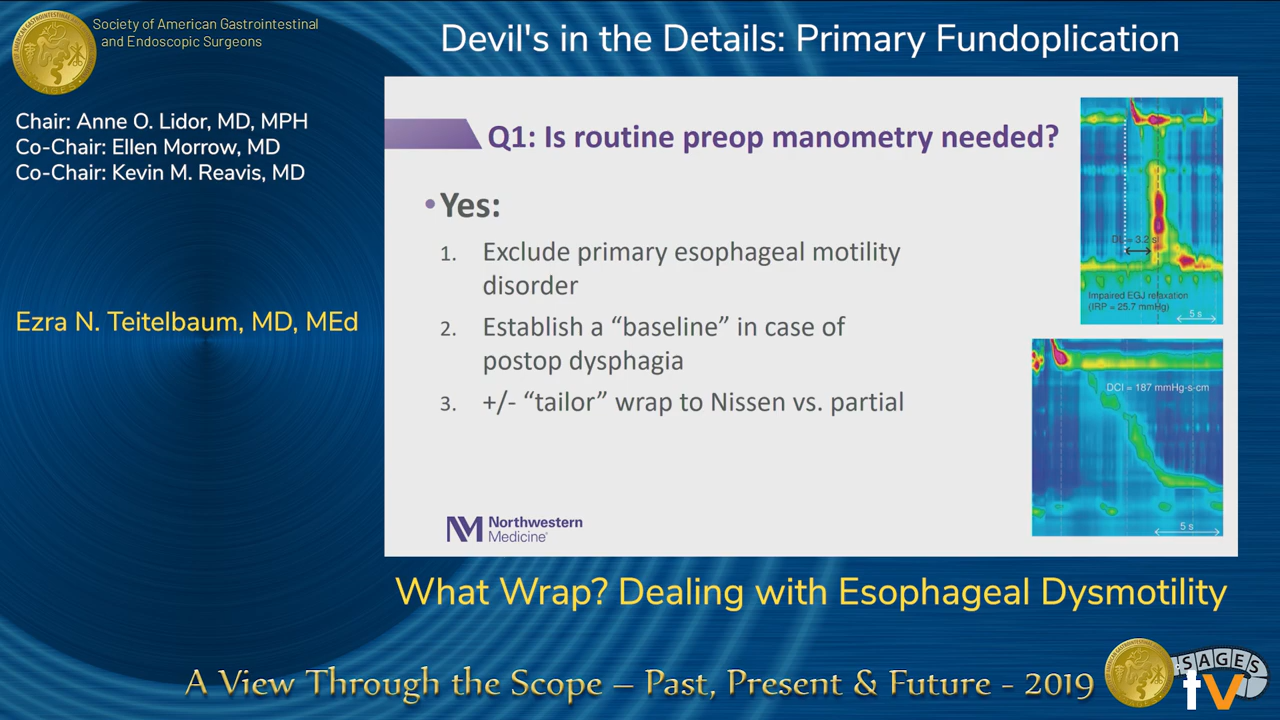 Society of American Gastrointestinal
and Endoscopic Surgeons
Devil's in the Details: Primary Fundoplication
Chair: Anne O. Lidor, MD, MPH
Co-Chair: Ellen Morrow, MD
Co-Chair: Kevin M. Reavis, MD
Ezra N. Teitelbaum, MD, MEd
Q1: Is routine preop manometry needed?
•Yes:
1. Exclude primary esophageal motility
disorder
2. Establish a “baseline” in case of
postop dysphagia
3. +/- “tailor” wrap to Nissen vs. partial
DL = 3.2 s
Impaired EGJ relaxation
(IRP = 25.7 mmHg)
5 s
DCI = 187 mmHg-s-cm
5 s
Northwestern
Medicine
What Wrap? Dealing with Esophageal Dysmotility
A View Through the Scope – Past, Present & Future - 2019
SAGES
tv